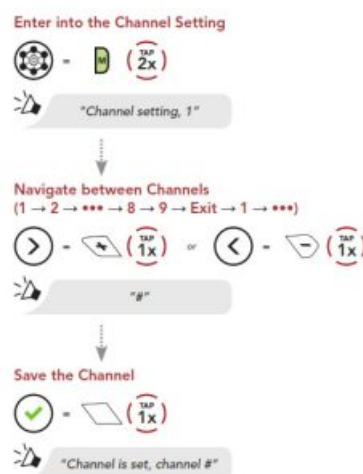 Enter into the Channel Setting
= M (TAP 2x)
"Channel setting, 1"
Navigate between Channels
(1 → 2 → ••• → 8 → 9 → Exit → 1 → •••)
> = + (TAP 1x) or < = − (TAP 1x)
"#"
Save the Channel
✓ = (TAP 1x)
"Channel is set, channel #"